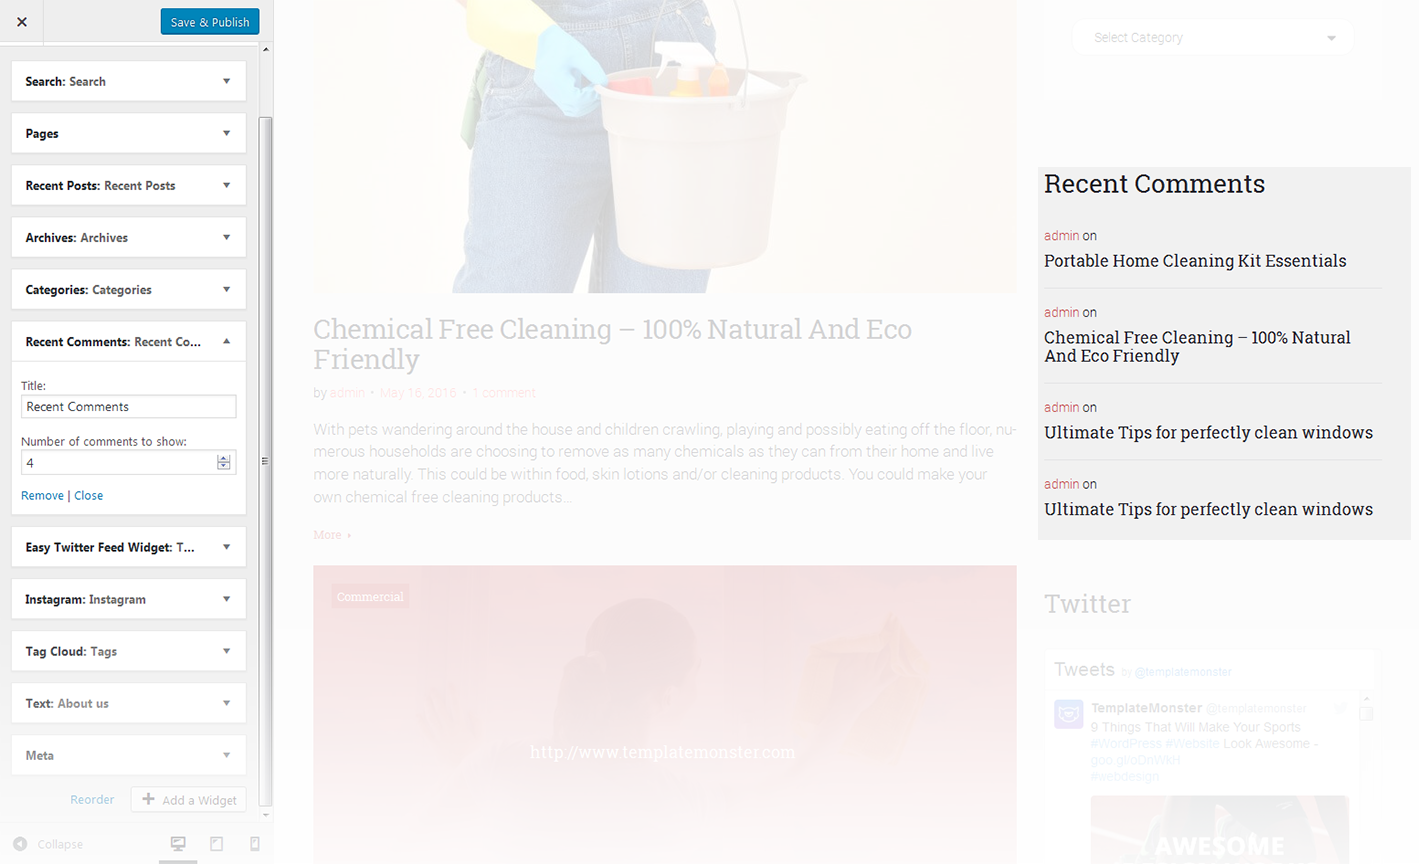 Save & Publish
Search: Search
Pages
Recent Posts: Recent Posts
Archives: Archives
Categories: Categories
Recent Comments: Recent Co...
Title:
Recent Comments
Number of comments to show:
4
Remove | Close
Easy Twitter Feed Widget: T...
Instagram: Instagram
Tag Cloud: Tags
Text: About us
Meta
Reorder
Add a Widget
Collapse
Chemical Free Cleaning – 100% Natural And Eco
Friendly
by admin • May 16, 2016 • 1 comment
With pets wandering around the house and children crawling, playing and possibly eating off the floor, nu-
merous households are choosing to remove as many chemicals as they can from their home and live
more naturally. This could be within food, skin lotions and/or cleaning products. You could make your
own chemical free cleaning products…
More
Commercial
http://www.templatemonster.com
Select Category
Recent Comments
admin on
Portable Home Cleaning Kit Essentials
admin on
Chemical Free Cleaning – 100% Natural
And Eco Friendly
admin on
Ultimate Tips for perfectly clean windows
admin on
Ultimate Tips for perfectly clean windows
Twitter
Tweets by @templatemonster
TemplateMonster @templatemonster
9 Things That Will Make Your Sports
#WordPress #Website Look Awesome -
goo.gl/oOnWkH
#webdesign
AWESOME